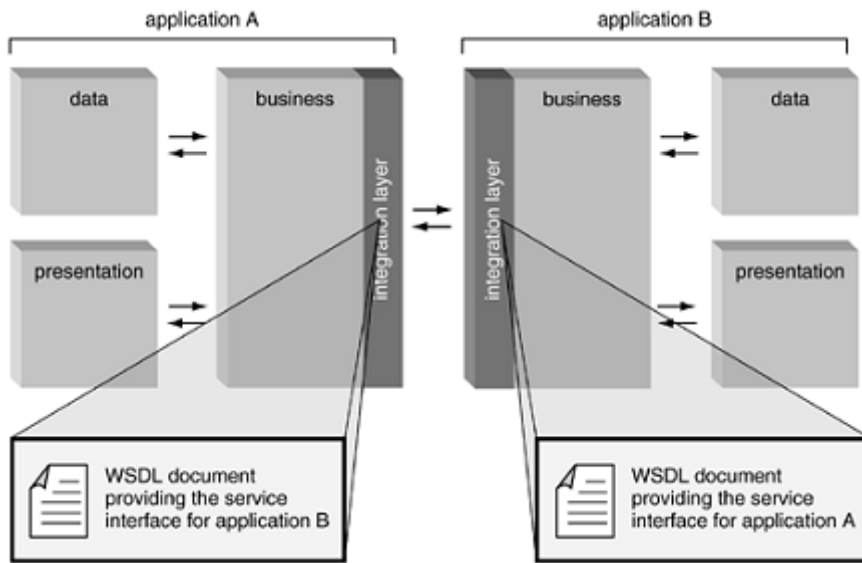 application A
application B
data
business
integration layer
integration layer
business
data
presentation
presentation
WSDL document
providing the service
interface for application B
WSDL document
providing the service
interface for application A